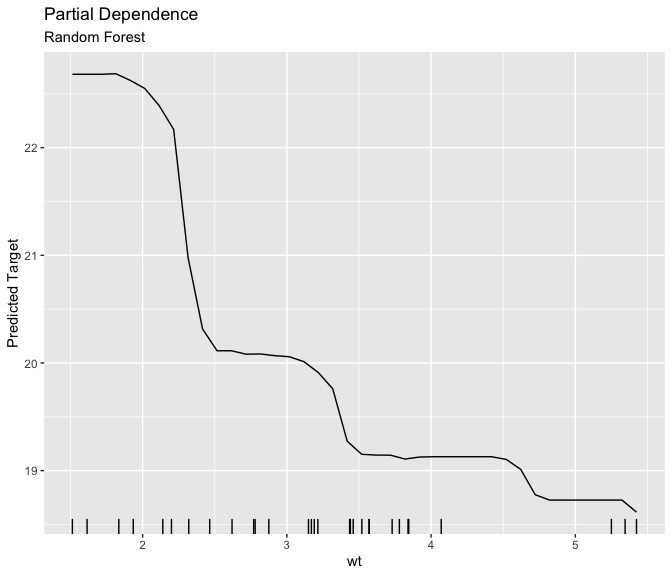 Partial Dependence
Random Forest
Predicted Target
22
21
20
19
2 3 4 5
wt